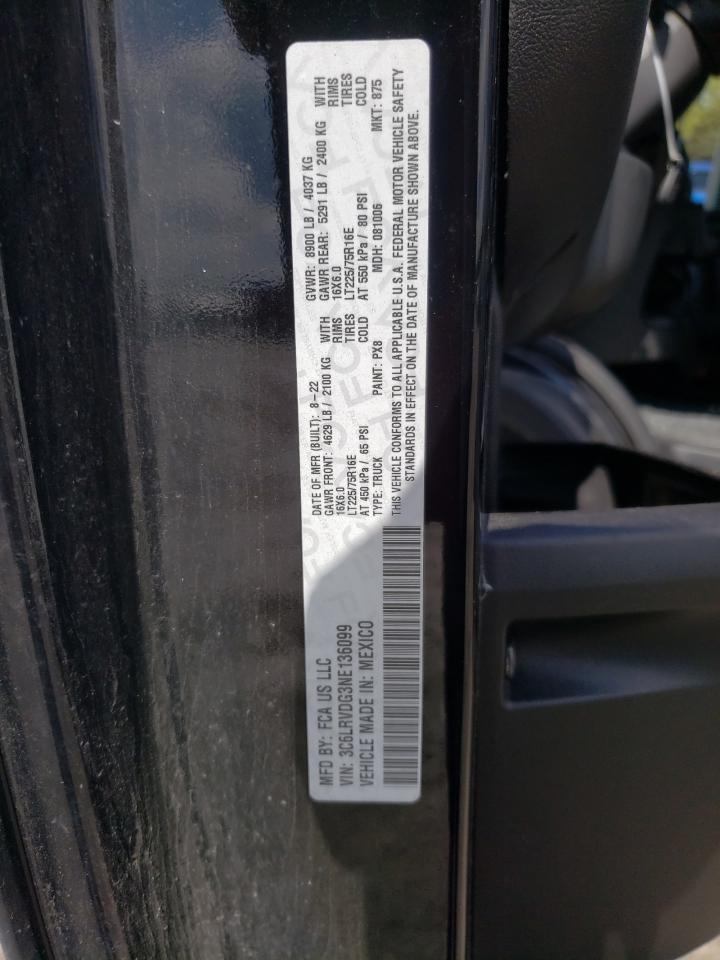 MFD BY: FCA US LLC
VIN: 3C6LRVDG3NE136099
VEHICLE MADE IN: MEXICO
DATE OF MFR (BUILT): 8-22 GVWR: 8900 LB / 4037 KG
GAWR FRONT: 4629 LB / 2100 KG WITH GAWR REAR: 5291 LB / 2400 KG WITH
16X6.0 RIMS 16X6.0 RIMS
LT225/75R16E TIRES LT225/75R16E TIRES
AT 450 kPa / 65 PSI COLD AT 550 kPa / 80 PSI COLD
TYPE: TRUCK PAINT: PX8 MDH: 081006 MKT: 875
THIS VEHICLE CONFORMS TO ALL APPLICABLE U.S.A. FEDERAL MOTOR VEHICLE SAFETY
STANDARDS IN EFFECT ON THE DATE OF MANUFACTURE SHOWN ABOVE.